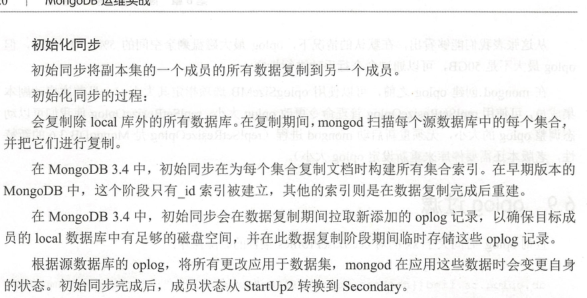 MongoDB 运维实战
初始化同步
初始同步将副本集的一个成员的所有数据复制到另一个成员。
初始化同步的过程：
会复制除 local 库外的所有数据库。在复制期间，mongod 扫描每个源数据库中的每个集合，
并把它们进行复制。
在 MongoDB 3.4 中，初始同步在为每个集合复制文档时构建所有集合索引。在早期版本的
MongoDB 中，这个阶段只有_id 索引被建立，其他的索引则是在数据复制完成后重建。
在 MongoDB 3.4 中，初始同步会在数据复制期间拉取新添加的 oplog 记录，以确保目标成
员的 local 数据库中有足够的磁盘空间，并在此数据复制阶段期间临时存储这些 oplog 记录。
根据源数据库的 oplog，将所有更改应用于数据集，mongod 在应用这些数据时会变更自身
的状态。初始同步完成后，成员状态从 StartUp2 转换到 Secondary。